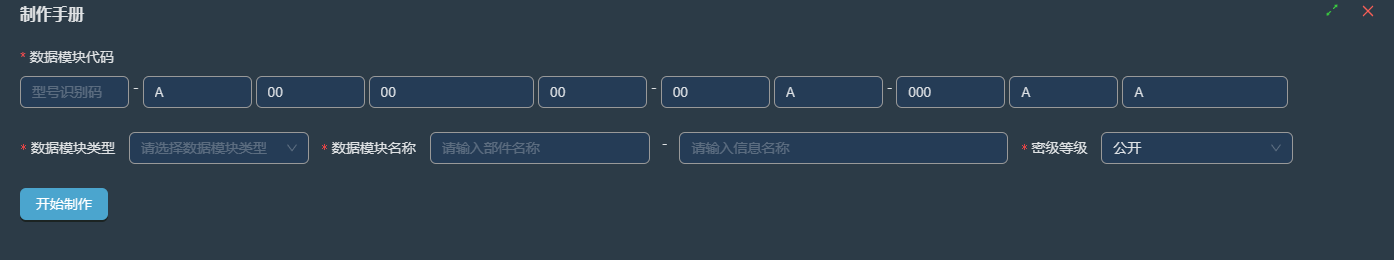 制作手册
* 数据模块代码
型号识别码 - A 00 00 00 - 00 A - 000 A A
* 数据模块类型 请选择数据模块类型 * 数据模块名称 请输入部件名称 - 请输入信息名称 * 密级等级 公开
开始制作